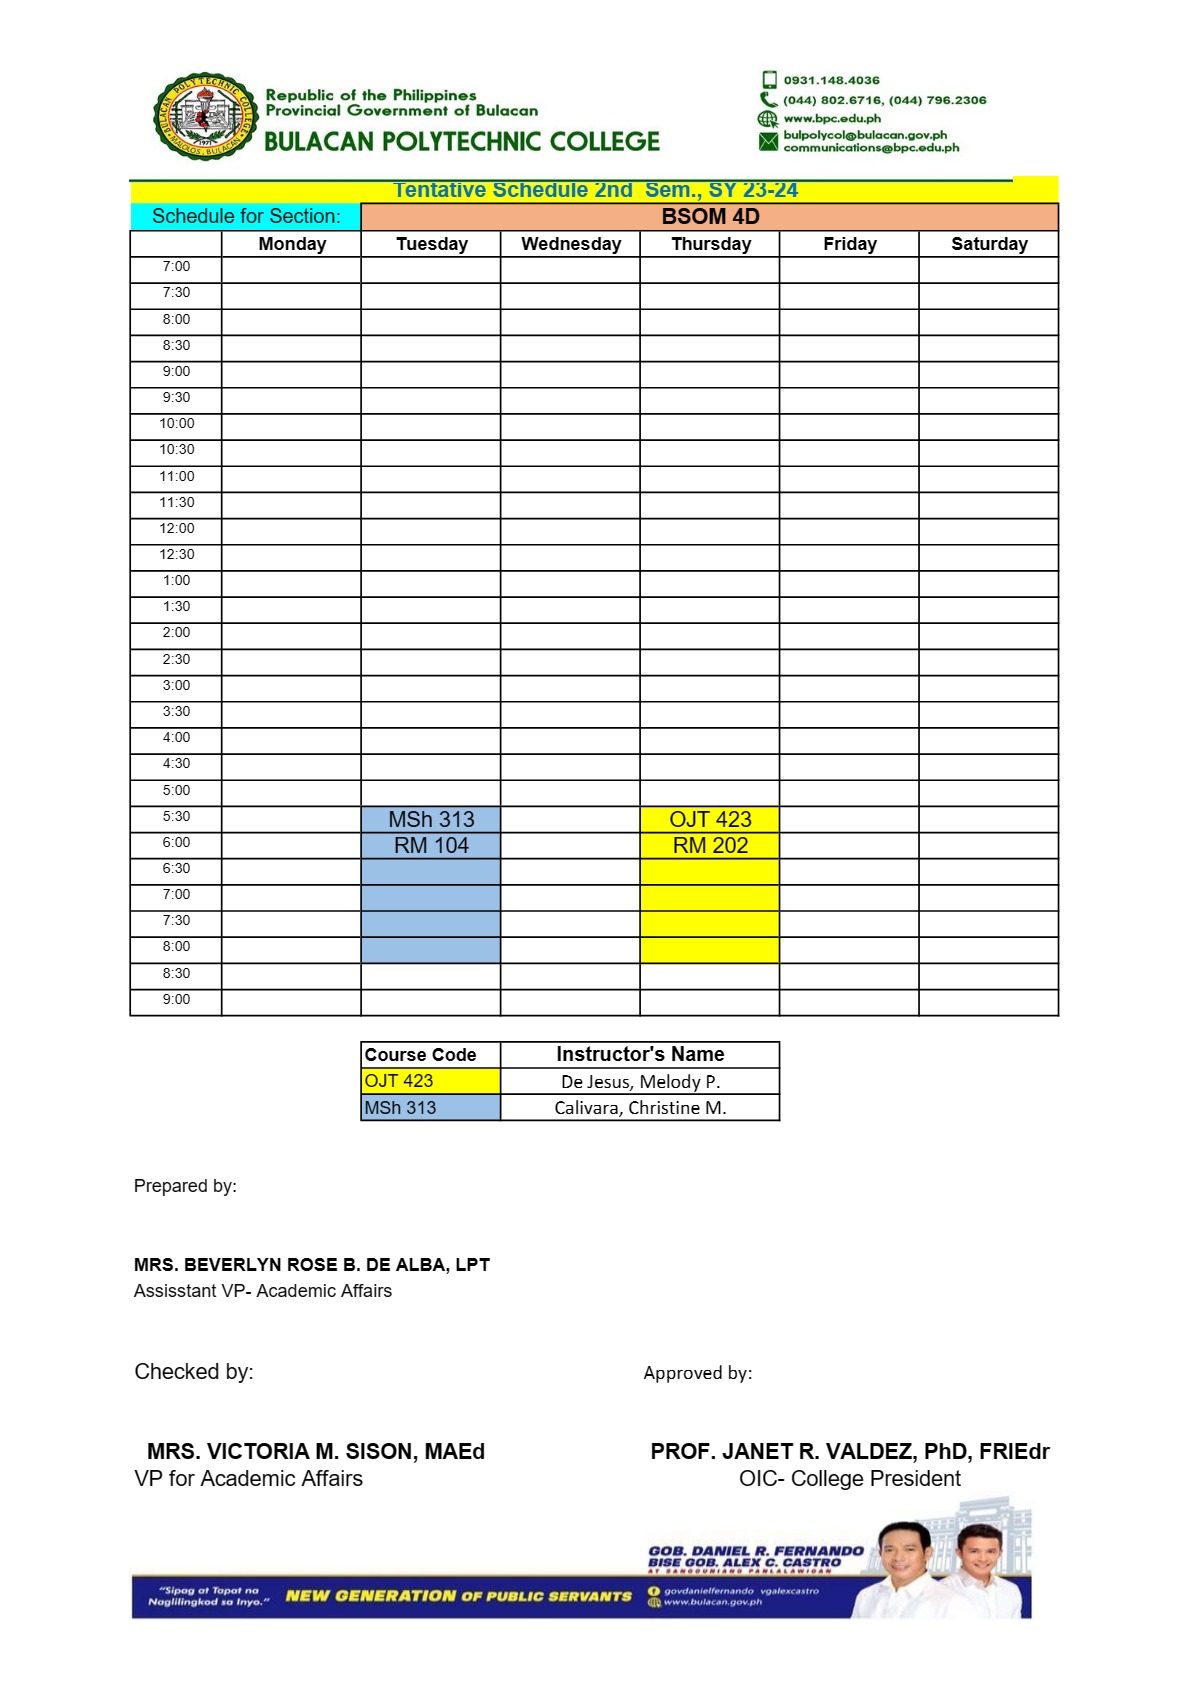 BULACAN POLYTECHNIC COLLEGE
MALOLOS, BULACAN
1971
Republic of the Philippines
Provincial Government of Bulacan
BULACAN POLYTECHNIC COLLEGE
0931.148.4036
(044) 802.6716, (044) 796.2306
www.bpc.edu.ph
bulpolycol@bulacan.gov.ph
communications@bpc.edu.ph
Tentative Schedule 2nd Sem., SY 23-24
Schedule for Section: BSOM 4D
Monday Tuesday Wednesday Thursday Friday Saturday
7:00
7:30
8:00
8:30
9:00
9:30
10:00
10:30
11:00
11:30
12:00
12:30
1:00
1:30
2:00
2:30
3:00
3:30
4:00
4:30
5:00
5:30 MSh 313 OJT 423
6:00 RM 104 RM 202
6:30
7:00
7:30
8:00
8:30
9:00
Course Code Instructor's Name
OJT 423 De Jesus, Melody P.
MSh 313 Calivara, Christine M.
Prepared by:
MRS. BEVERLYN ROSE B. DE ALBA, LPT
Assisstant VP- Academic Affairs
Checked by: Approved by:
MRS. VICTORIA M. SISON, MAEd PROF. JANET R. VALDEZ, PhD, FRIEdr
VP for Academic Affairs OIC- College President
GOB. DANIEL R. FERNANDO
BISE GOB. ALEX C. CASTRO
AT SANGGUNIANG PANLALAWIGAN
“Sipag at Tapat na
Naglilingkod sa Inyo.”
NEW GENERATION OF PUBLIC SERVANTS
govdanielfernando vgalexcastro
www.bulacan.gov.ph